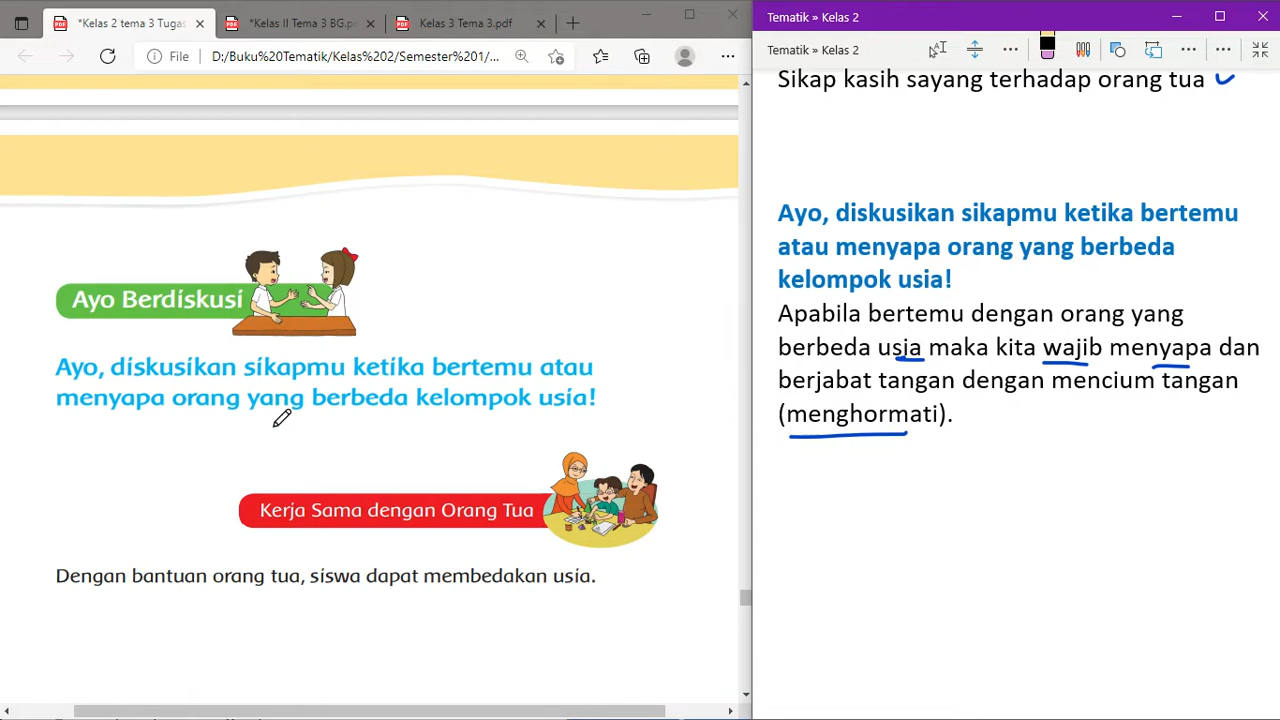 *Kelas 2 tema 3 Tugas
*Kelas II Tema 3 BG.pd
Kelas 3 Tema 3.pdf
File
D:/Buku%20Tematik/Kelas%202/Semester%201/...
Ayo Berdiskusi
Ayo, diskusikan sikapmu ketika bertemu atau
menyapa orang yang berbeda kelompok usia!
Kerja Sama dengan Orang Tua
Dengan bantuan orang tua, siswa dapat membedakan usia.
Tematik » Kelas 2
Tematik » Kelas 2
Sikap kasih sayang terhadap orang tua
Ayo, diskusikan sikapmu ketika bertemu
atau menyapa orang yang berbeda
kelompok usia!
Apabila bertemu dengan orang yang
berbeda usia maka kita wajib menyapa dan
berjabat tangan dengan mencium tangan
(menghormati).